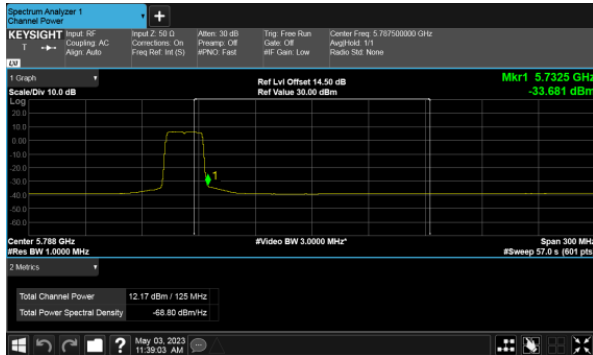 Spectrum Analyzer 1
Channel Power
+
KEYSIGHT Input: RF Input Z: 50 Ω Atten: 30 dB Trig: Free Run Center Freq: 5.787500000 GHz
T Coupling: AC Corrections: On Preamp: Off Gate: Off Avg|Hold: 1/1
Align: Auto Freq Ref: Int (S) #PNO: Fast #IF Gain: Low Radio Std: None
LXI
1 Graph Ref Lvl Offset 14.50 dB Mkr1 5.7325 GHz
Scale/Div 10.0 dB Ref Value 30.00 dBm -33.681 dBm
Log
20.0
10.0
0.00
-10.0
-20.0
1
-30.0
-40.0
-50.0
-60.0
Center 5.788 GHz #Video BW 3.0000 MHz* Span 300 MHz
#Res BW 1.0000 MHz #Sweep 57.0 s (601 pts)
2 Metrics
Total Channel Power 12.17 dBm / 125 MHz
Total Power Spectral Density -68.80 dBm/Hz
? May 03, 2023
11:39:03 AM